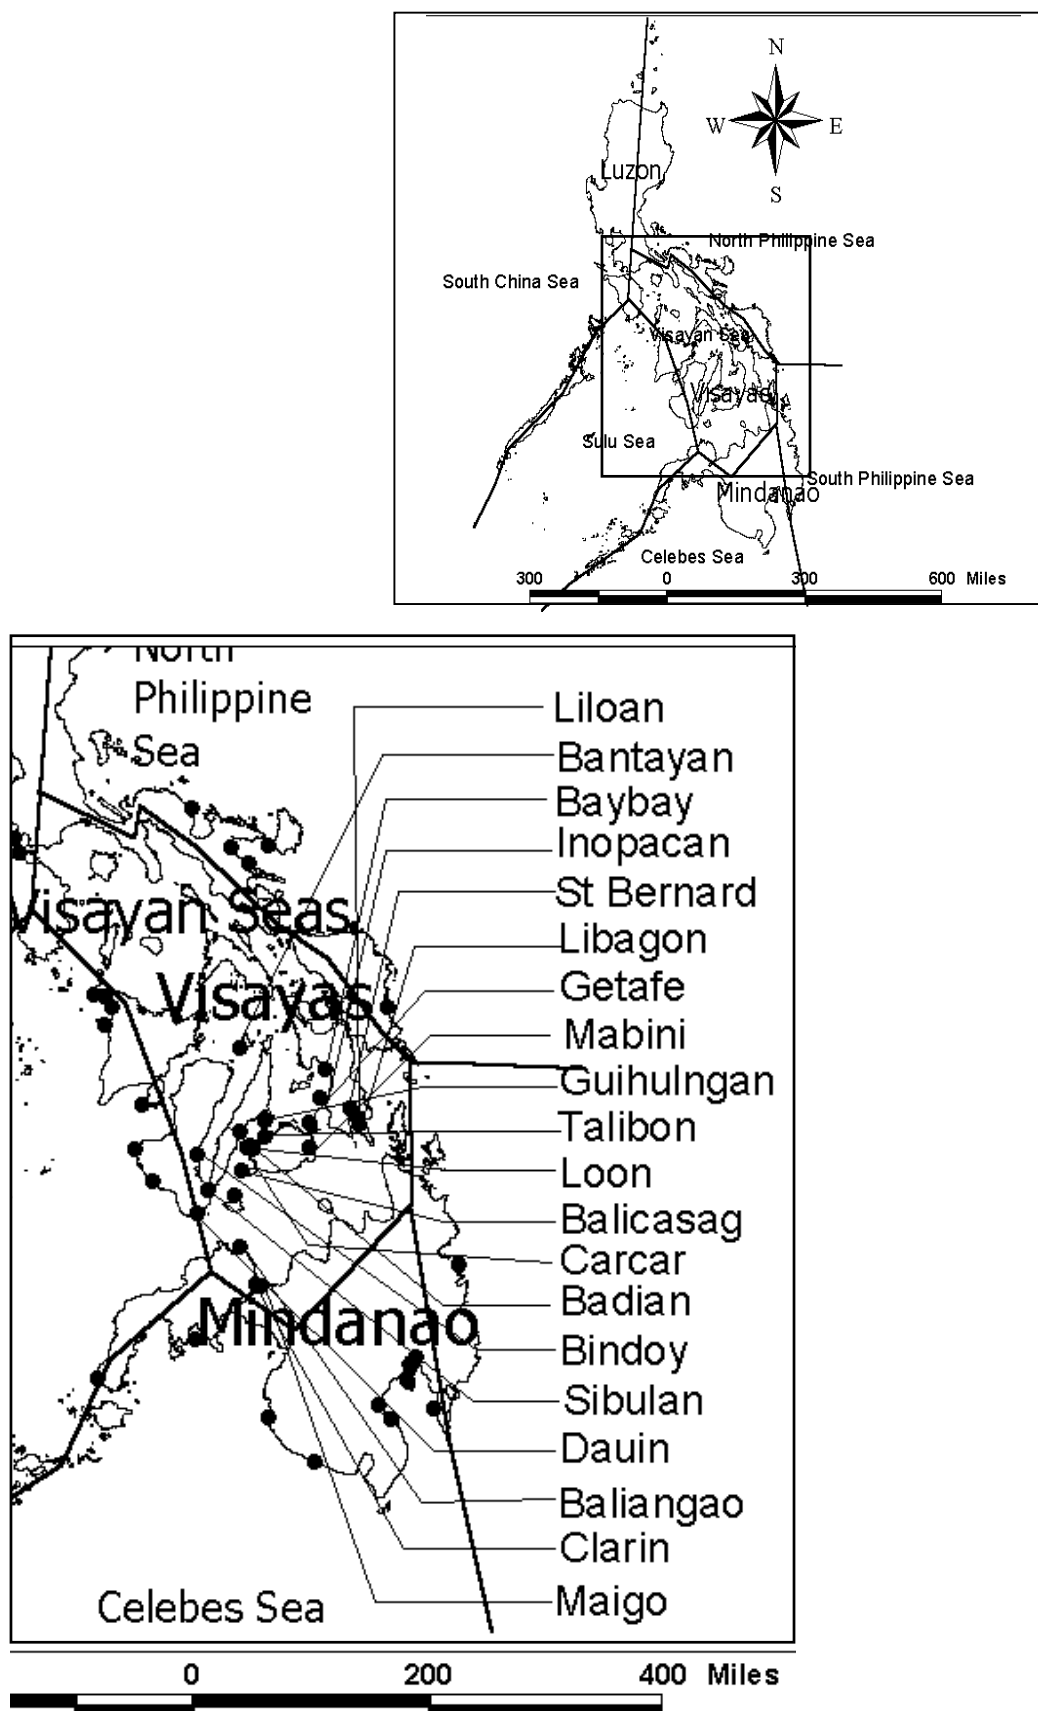 N
W E
S
Luzon
North Philippine Sea
South China Sea
Visayan Sea
Visayas
Sulu Sea
South Philippine Sea
Mindanao
Celebes Sea
300 0 300 600 Miles
North
Philippine
Sea
Liloan
Bantayan
Baybay
Inopacan
St Bernard
Visayan Seas
Libagon
Getafe
Visayas
Mabini
Guihulngan
Talibon
Loon
Balicasag
Carcar
Badian
Mindanao
Bindoy
Sibulan
Dauin
Baliangao
Clarin
Maigo
Celebes Sea
0 200 400 Miles